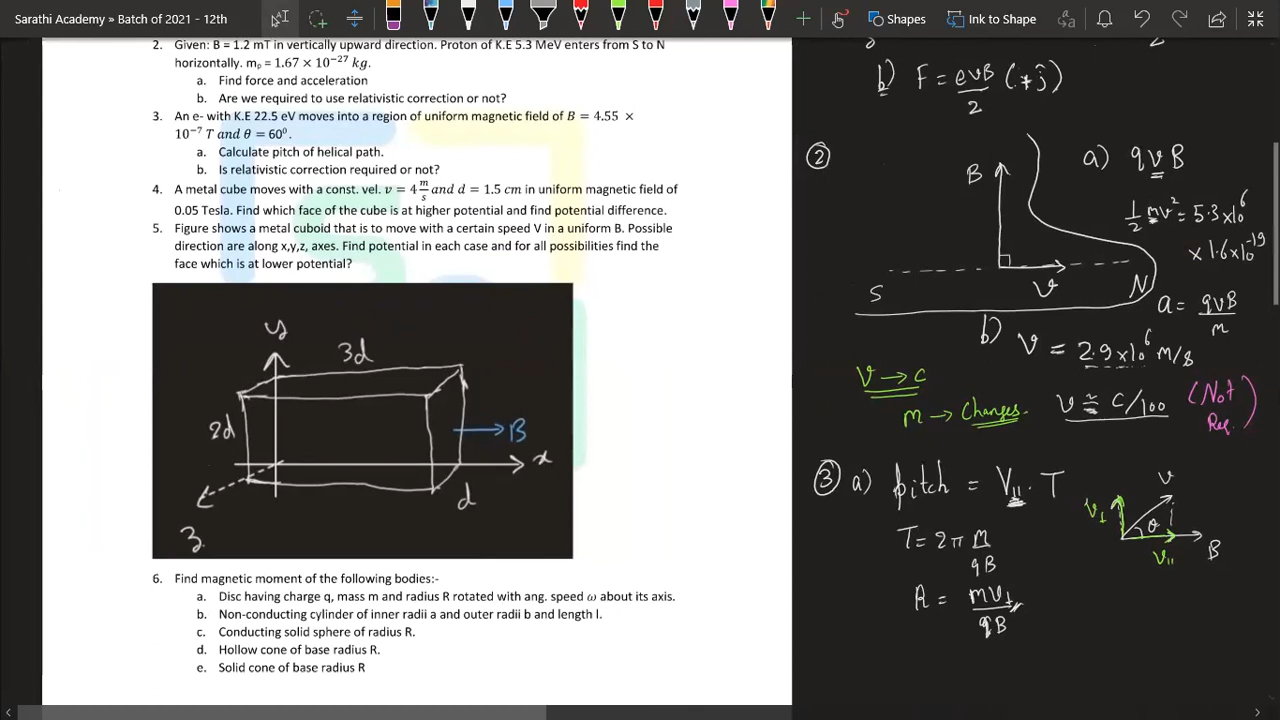 Sarathi Academy » Batch of 2021 - 12th
Shapes
Ink to Shape
2. Given: B = 1.2 mT in vertically upward direction. Proton of K.E 5.3 MeV enters from S to N
horizontally. mₚ = 1.67 × 10⁻²⁷ kg.
a. Find force and acceleration
b. Are we required to use relativistic correction or not?
3. An e- with K.E 22.5 eV moves into a region of uniform magnetic field of B = 4.55 ×
10⁻⁷ T and θ = 60⁰.
a. Calculate pitch of helical path.
b. Is relativistic correction required or not?
4. A metal cube moves with a const. vel. v = 4 m/s and d = 1.5 cm in uniform magnetic field of
0.05 Tesla. Find which face of the cube is at higher potential and find potential difference.
5. Figure shows a metal cuboid that is to move with a certain speed V in a uniform B. Possible
direction are along x,y,z, axes. Find potential in each case and for all possibilities find the
face which is at lower potential?
y
3d
2d
B
x
d
3.
6. Find magnetic moment of the following bodies:-
a. Disc having charge q, mass m and radius R rotated with ang. speed ω about its axis.
b. Non-conducting cylinder of inner radii a and outer radii b and length l.
c. Conducting solid sphere of radius R.
d. Hollow cone of base radius R.
e. Solid cone of base radius R
2
b) F = evB/2 (+ĵ)
② B a) qvB
1/2 mv² = 5.3×10⁶
× 1.6×10⁻¹⁹
S v N
a = qvB/m
b) V = 2.9×10⁶ m/s
V → C
m → Changes.
v ≈ C/100 (Not Req.)
③ a) pitch = V∥ . T
T = 2π m/qB
R = mv⊥/qB
v
v⊥ θ
v∥ B